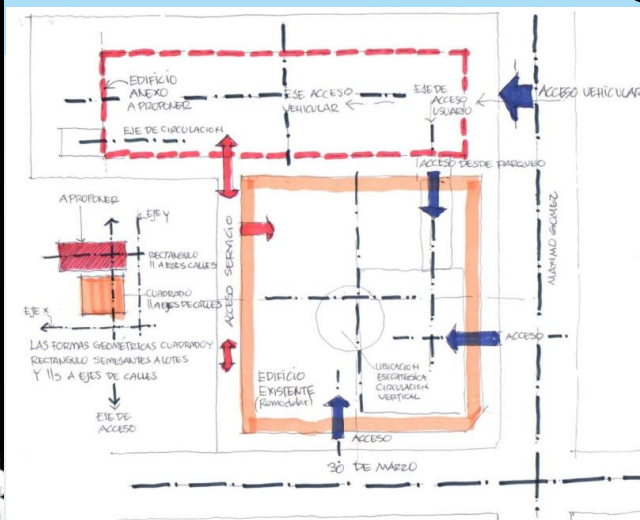 EDIFICIO
ANEXO
A PROPONER
EJE ACCESO
VEHICULAR
EJE DE
ACCESO
USUARIO
ACCESO VEHICULAR
EJE DE CIRCULACION
ACCESO DESDE PARQUEO
A PROPONER
EJE Y
RECTANGULO
// A EJES CALLES
CUADRADO
// A EJES DE CALLES
EJE X
LAS FORMAS GEOMETRICAS CUADRADO Y
RECTANGULO SEMEJANTES A LOTES
Y //S A EJES DE CALLES
EJE DE
ACCESO
ACCESO SERVICIO
MAXIMO GOMEZ
ACCESO
UBICACION
ESTRATEGICA
CIRCULACION
VERTICAL
EDIFICIO
EXISTENTE
(Remodelar)
ACCESO
30 DE MARZO